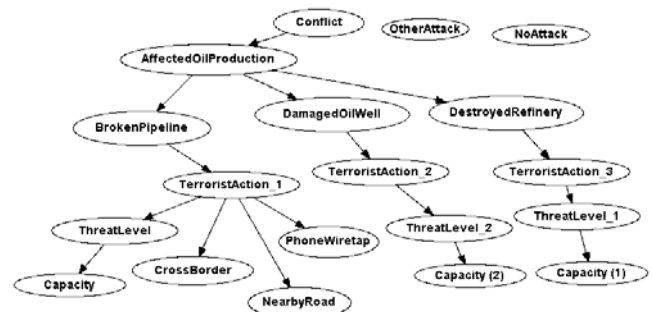 Conflict
OtherAttack
NoAttack
AffectedOilProduction
BrokenPipeline
DamagedOilWell
DestroyedRefinery
TerroristAction_1
TerroristAction_2
TerroristAction_3
ThreatLevel
PhoneWiretap
ThreatLevel_2
ThreatLevel_1
Capacity
CrossBorder
NearbyRoad
Capacity (2)
Capacity (1)